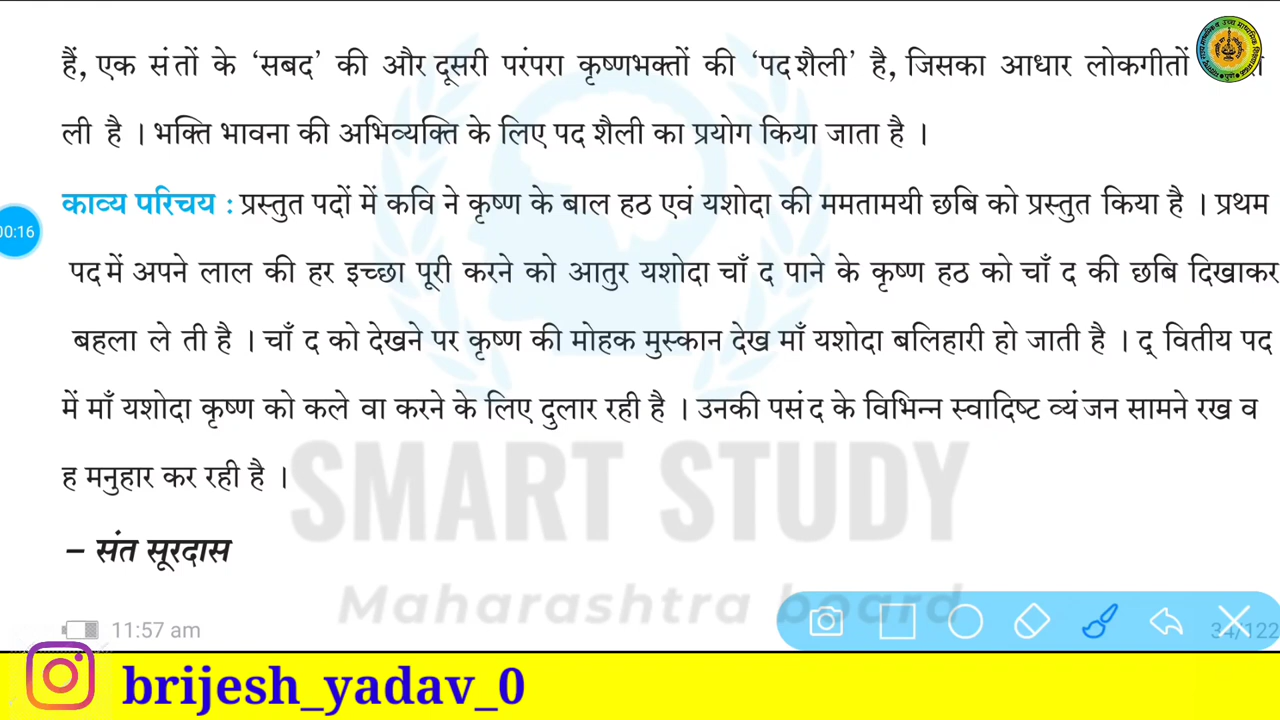 हैं, एक संतों के ‘सबद’ की और दूसरी परंपरा कृष्णभक्तों की ‘पद शैली’ है, जिसका आधार लोकगीतों
ली है । भक्ति भावना की अभिव्यक्ति के लिए पद शैली का प्रयोग किया जाता है ।
काव्य परिचय : प्रस्तुत पदों में कवि ने कृष्ण के बाल हठ एवं यशोदा की ममतामयी छबि को प्रस्तुत किया है । प्रथम
00:16
पद में अपने लाल की हर इच्छा पूरी करने को आतुर यशोदा चाँ द पाने के कृष्ण हठ को चाँ द की छबि दिखाकर
बहला ले ती है । चाँ द को देखने पर कृष्ण की मोहक मुस्कान देख माँ यशोदा बलिहारी हो जाती है । द् वितीय पद
में माँ यशोदा कृष्ण को कले वा करने के लिए दुलार रही है । उनकी पसंद के विभिन्न स्वादिष्ट व्यंजन सामने रख व
ह मनुहार कर रही है ।
SMART STUDY
– संत सूरदास
Maharashtra board
11:57 am
34/122
brijesh_yadav_0